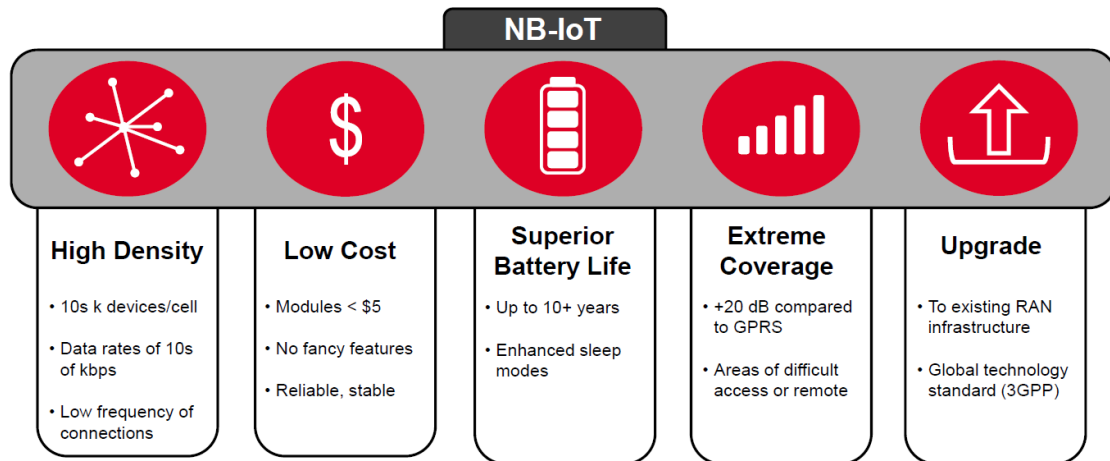 NB-IoT
$
High Density
• 10s k devices/cell
• Data rates of 10s
of kbps
• Low frequency of
connections
Low Cost
• Modules < $5
• No fancy features
• Reliable, stable
Superior
Battery Life
• Up to 10+ years
• Enhanced sleep
modes
Extreme
Coverage
• +20 dB compared
to GPRS
• Areas of difficult
access or remote
Upgrade
• To existing RAN
infrastructure
• Global technology
standard (3GPP)